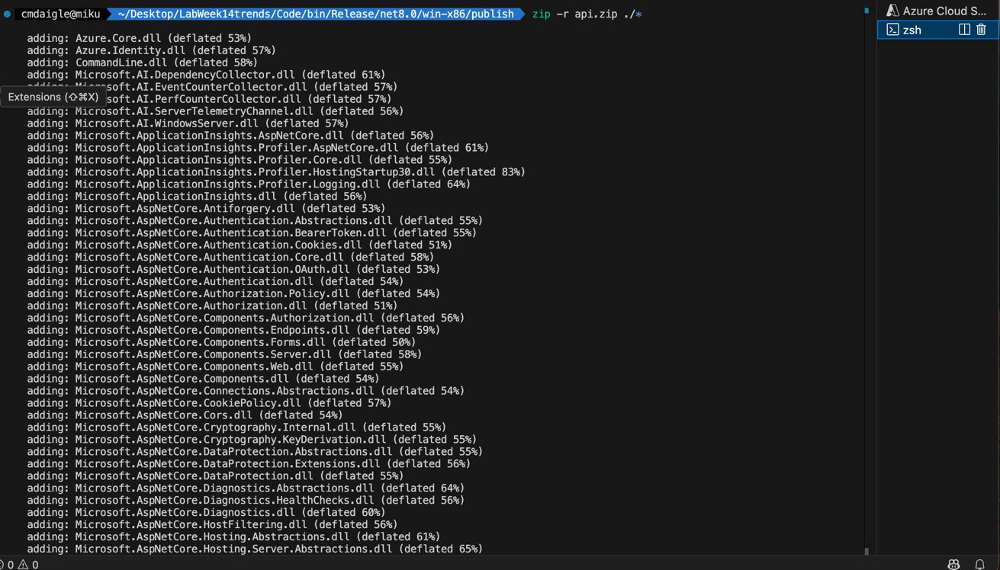 cmdaigle@miku ~/Desktop/LabWeek14trends/Code/bin/Release/net8.0/win-x86/publish zip -r api.zip ./*
adding: Azure.Core.dll (deflated 53%)
adding: Azure.Identity.dll (deflated 57%)
adding: CommandLine.dll (deflated 58%)
adding: Microsoft.AI.DependencyCollector.dll (deflated 61%)
adding: Microsoft.AI.EventCounterCollector.dll (deflated 57%)
Extensions (⇧⌘X)
soft.AI.PerfCounterCollector.dll (deflated 57%)
adding: Microsoft.AI.ServerTelemetryChannel.dll (deflated 56%)
adding: Microsoft.AI.WindowsServer.dll (deflated 57%)
adding: Microsoft.ApplicationInsights.AspNetCore.dll (deflated 56%)
adding: Microsoft.ApplicationInsights.Profiler.AspNetCore.dll (deflated 61%)
adding: Microsoft.ApplicationInsights.Profiler.Core.dll (deflated 55%)
adding: Microsoft.ApplicationInsights.Profiler.HostingStartup30.dll (deflated 83%)
adding: Microsoft.ApplicationInsights.Profiler.Logging.dll (deflated 64%)
adding: Microsoft.ApplicationInsights.dll (deflated 56%)
adding: Microsoft.AspNetCore.Antiforgery.dll (deflated 53%)
adding: Microsoft.AspNetCore.Authentication.Abstractions.dll (deflated 55%)
adding: Microsoft.AspNetCore.Authentication.BearerToken.dll (deflated 55%)
adding: Microsoft.AspNetCore.Authentication.Cookies.dll (deflated 51%)
adding: Microsoft.AspNetCore.Authentication.Core.dll (deflated 58%)
adding: Microsoft.AspNetCore.Authentication.OAuth.dll (deflated 53%)
adding: Microsoft.AspNetCore.Authentication.dll (deflated 54%)
adding: Microsoft.AspNetCore.Authorization.Policy.dll (deflated 54%)
adding: Microsoft.AspNetCore.Authorization.dll (deflated 51%)
adding: Microsoft.AspNetCore.Components.Authorization.dll (deflated 56%)
adding: Microsoft.AspNetCore.Components.Endpoints.dll (deflated 59%)
adding: Microsoft.AspNetCore.Components.Forms.dll (deflated 50%)
adding: Microsoft.AspNetCore.Components.Server.dll (deflated 58%)
adding: Microsoft.AspNetCore.Components.Web.dll (deflated 55%)
adding: Microsoft.AspNetCore.Components.dll (deflated 54%)
adding: Microsoft.AspNetCore.Connections.Abstractions.dll (deflated 54%)
adding: Microsoft.AspNetCore.CookiePolicy.dll (deflated 57%)
adding: Microsoft.AspNetCore.Cors.dll (deflated 54%)
adding: Microsoft.AspNetCore.Cryptography.Internal.dll (deflated 55%)
adding: Microsoft.AspNetCore.Cryptography.KeyDerivation.dll (deflated 55%)
adding: Microsoft.AspNetCore.DataProtection.Abstractions.dll (deflated 55%)
adding: Microsoft.AspNetCore.DataProtection.Extensions.dll (deflated 56%)
adding: Microsoft.AspNetCore.DataProtection.dll (deflated 55%)
adding: Microsoft.AspNetCore.Diagnostics.Abstractions.dll (deflated 64%)
adding: Microsoft.AspNetCore.Diagnostics.HealthChecks.dll (deflated 56%)
adding: Microsoft.AspNetCore.Diagnostics.dll (deflated 60%)
adding: Microsoft.AspNetCore.HostFiltering.dll (deflated 56%)
adding: Microsoft.AspNetCore.Hosting.Abstractions.dll (deflated 61%)
adding: Microsoft.AspNetCore.Hosting.Server.Abstractions.dll (deflated 65%)
Azure Cloud S...
zsh
0 0